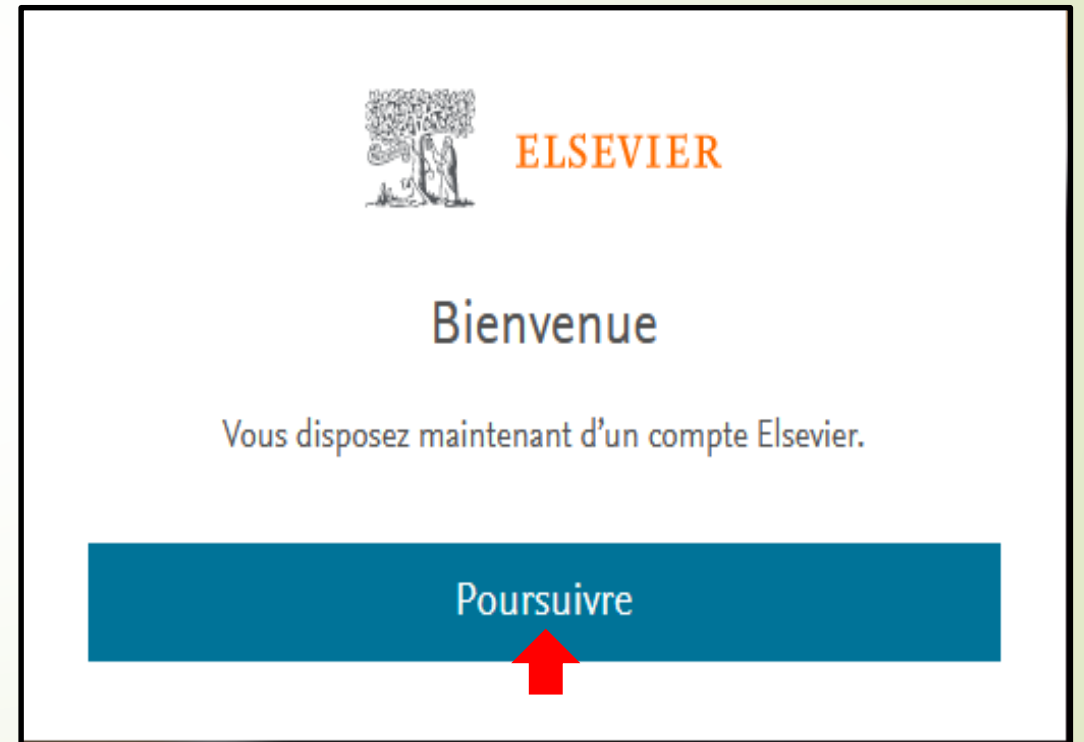 ELSEVIER
Bienvenue
Vous disposez maintenant d’un compte Elsevier.
Poursuivre